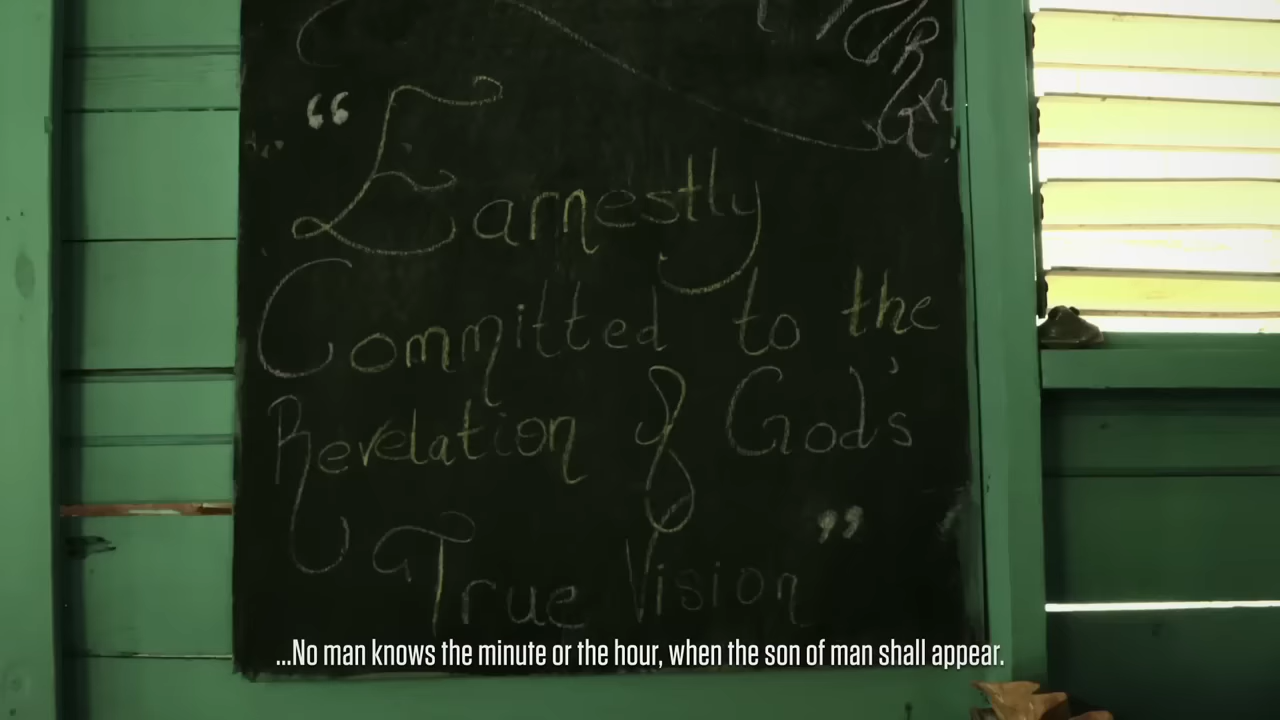 “Earnestly
Committed to the
Revelation of God's
True Vision”
...No man knows the minute or the hour, when the son of man shall appear.